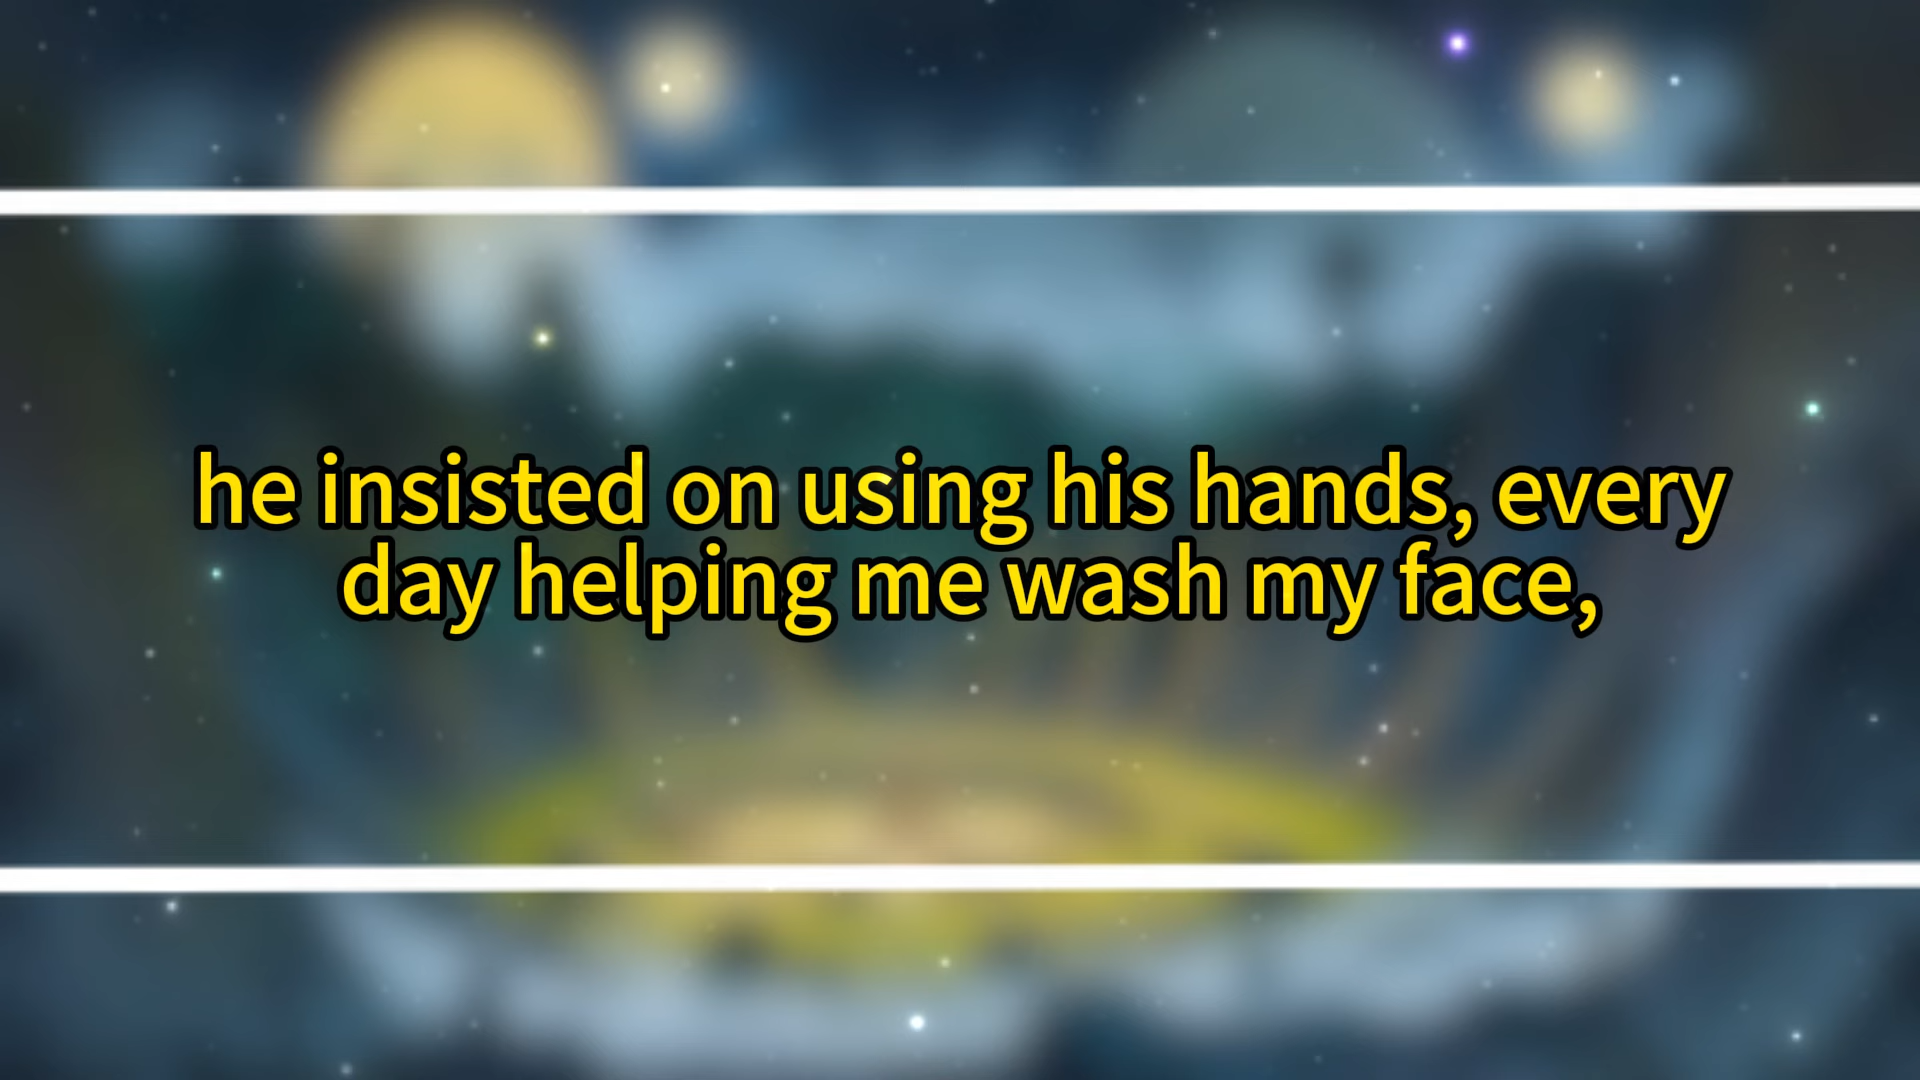 he insisted on using his hands, every
day helping me wash my face,